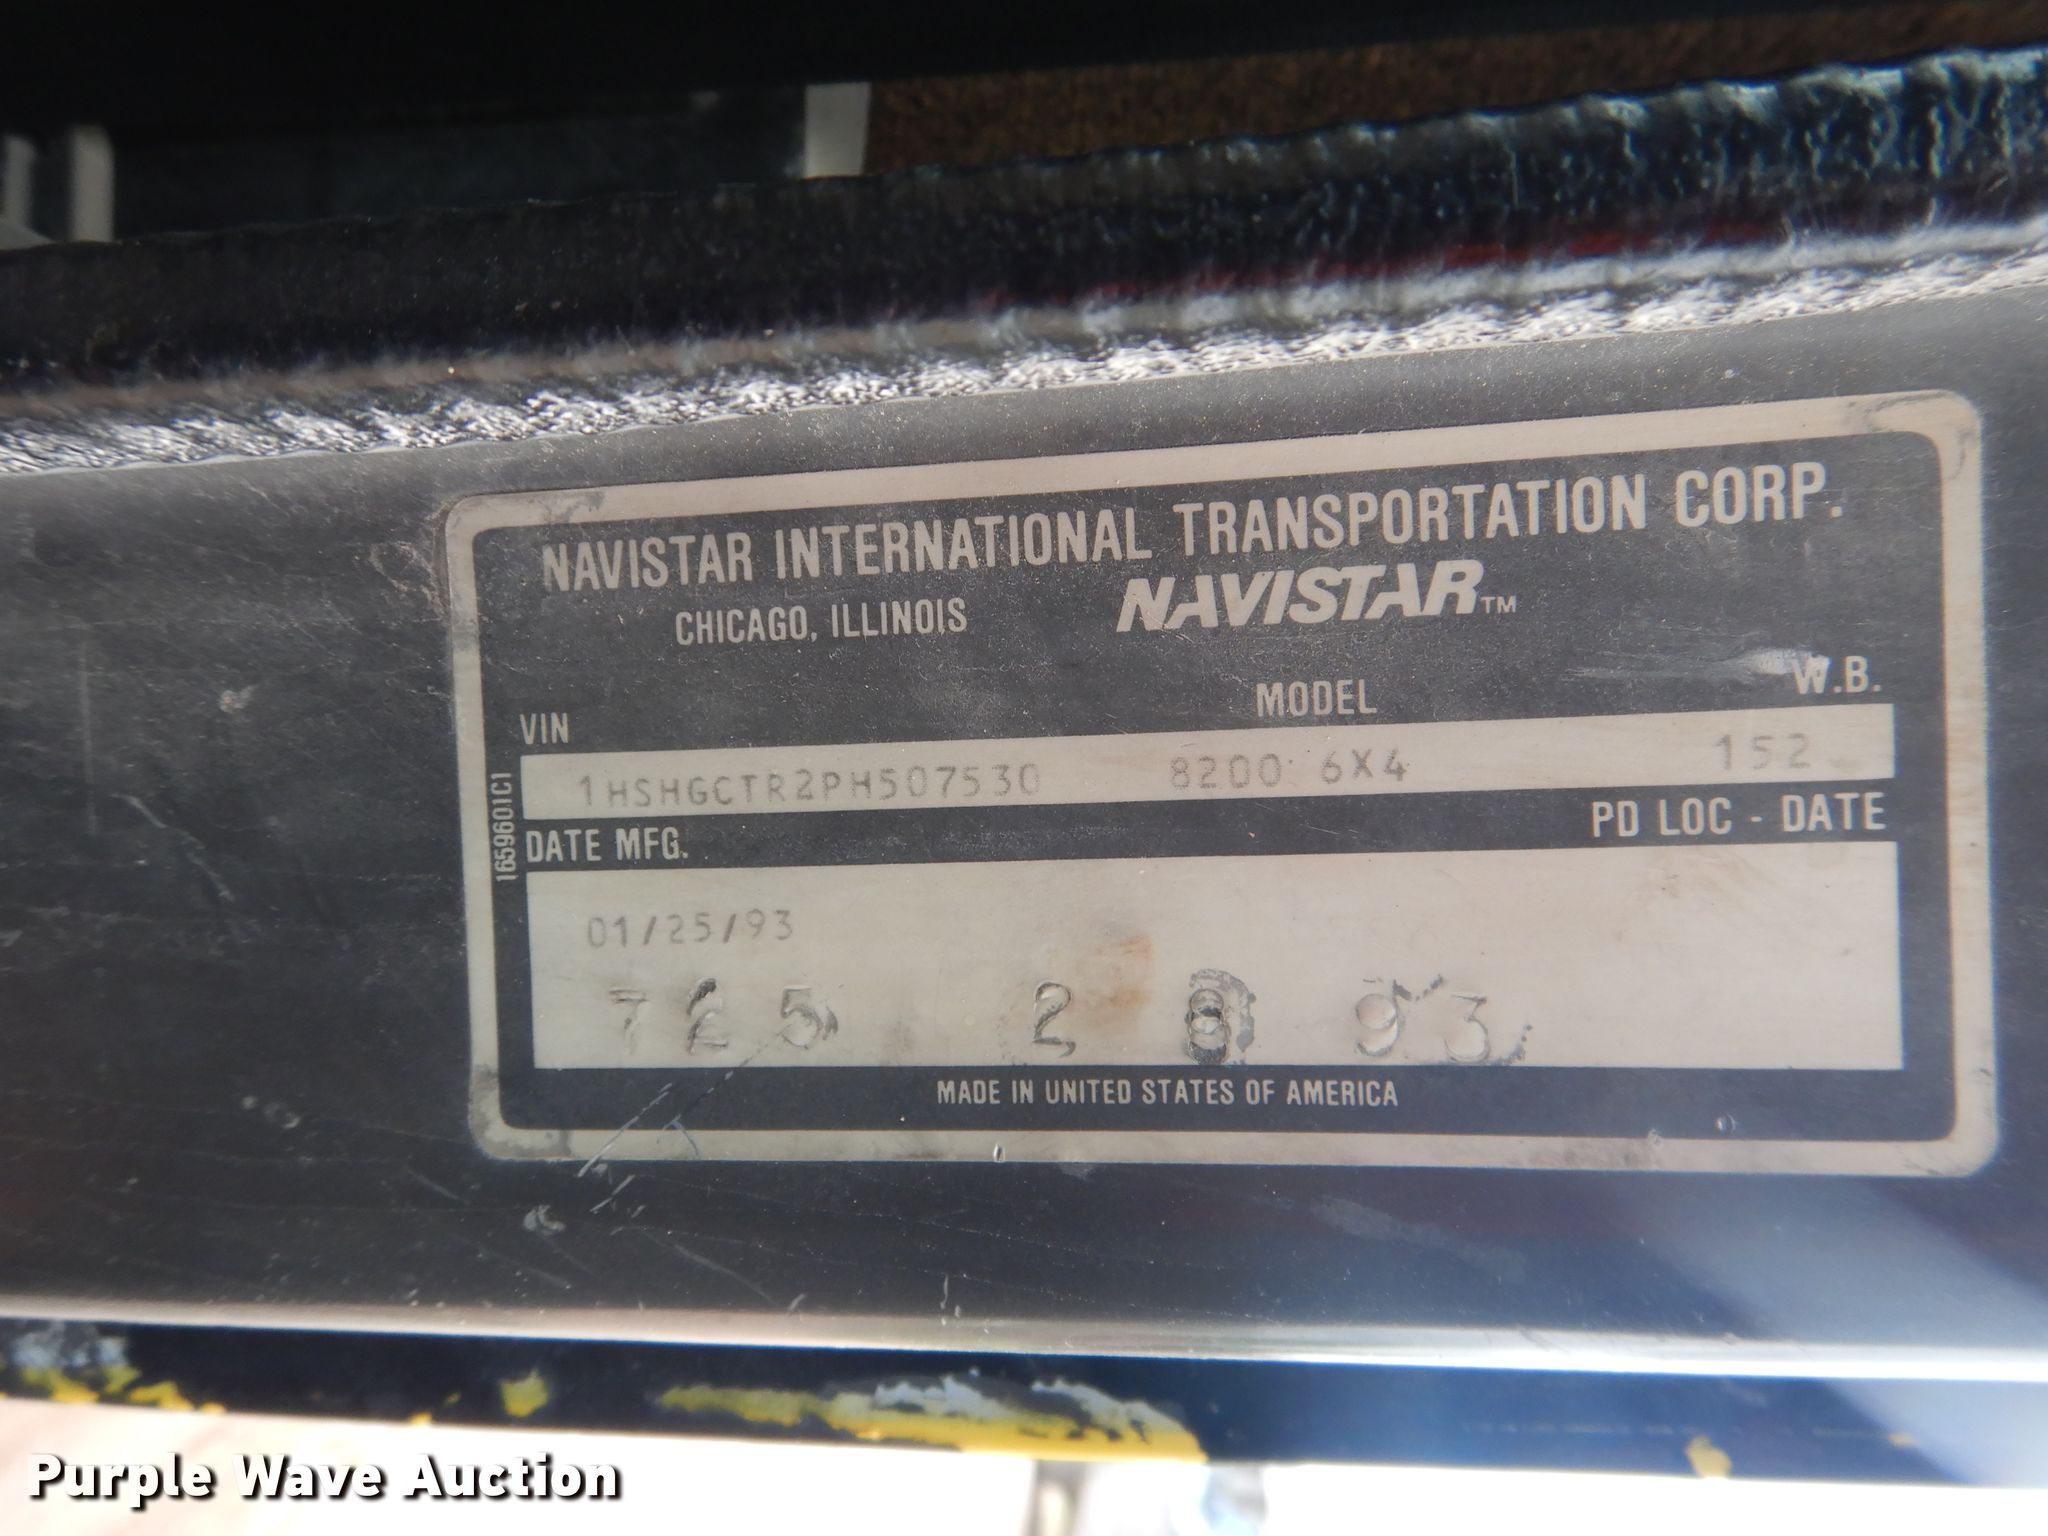 NAVISTAR INTERNATIONAL TRANSPORTATION CORP.
CHICAGO, ILLINOIS NAVISTAR™
VIN MODEL W.B.
1HSHGCTR2PH507530 8200 6X4 152
DATE MFG. PD LOC - DATE
01/25/93
725 2 8 93
MADE IN UNITED STATES OF AMERICA
1659601C1
Purple Wave Auction